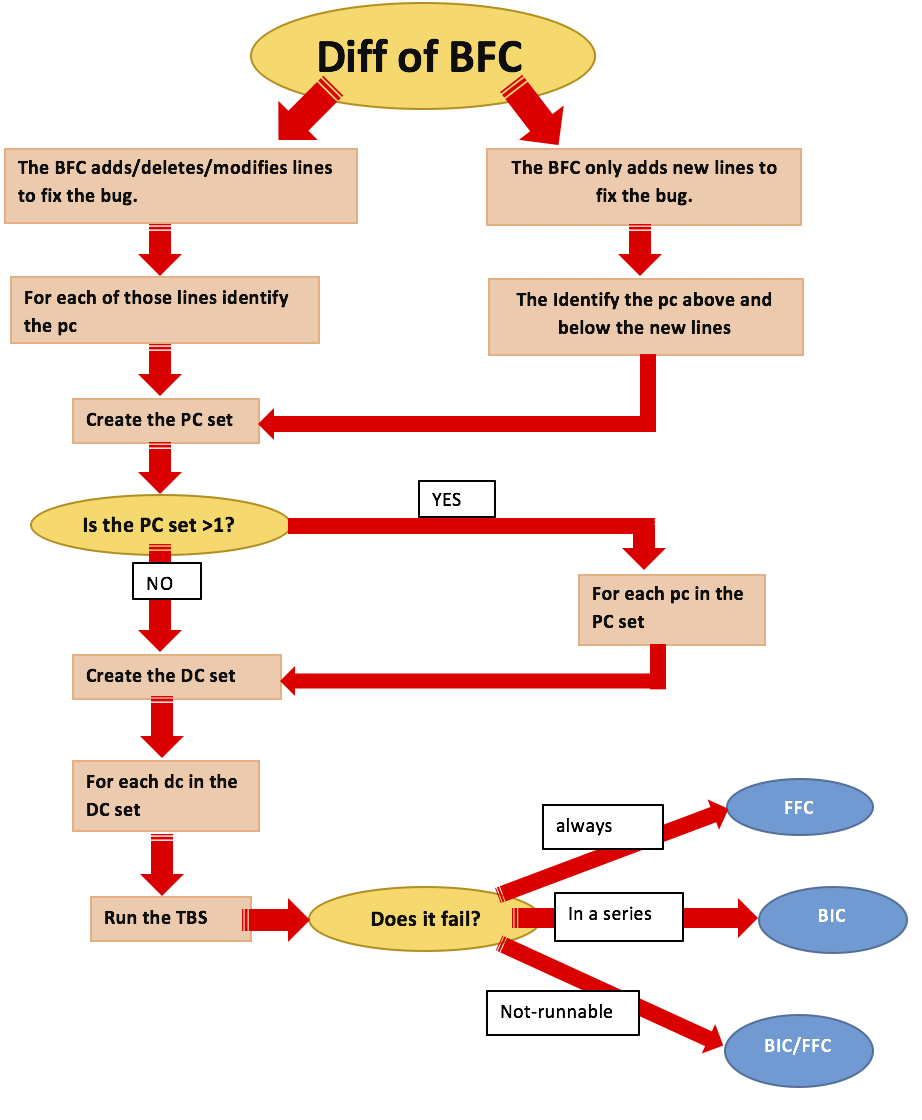 Diff of BFC
The BFC adds/deletes/modifies lines
to fix the bug.
The BFC only adds new lines to
fix the bug.
For each of those lines identify
the pc
The Identify the pc above and
below the new lines
Create the PC set
Is the PC set >1?
YES
NO
For each pc in the
PC set
Create the DC set
For each dc in the
DC set
Run the TBS
Does it fail?
always
FFC
In a series
BIC
Not-runnable
BIC/FFC